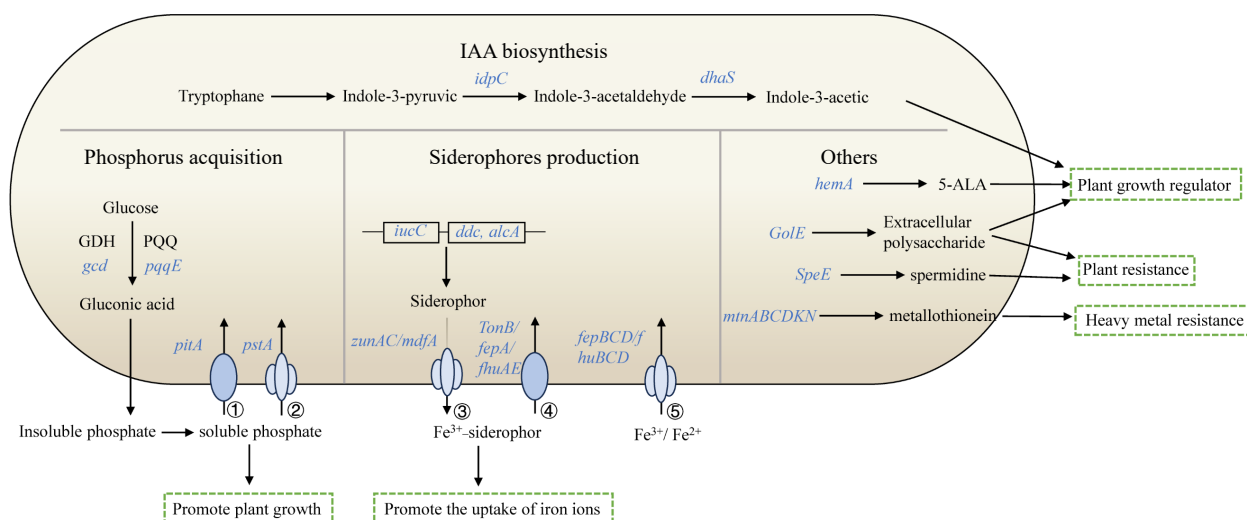 IAA biosynthesis
idpC
dhaS
Tryptophane
Indole-3-pyruvic
Indole-3-acetaldehyde
Indole-3-acetic
Phosphorus acquisition
Glucose
GDH
PQQ
gcd
pqqE
Gluconic acid
pitA
pstA
①
②
Insoluble phosphate
soluble phosphate
Promote plant growth
Siderophores production
iucC
ddc, alcA
Siderophor
zunAC/mdfA
TonB/
fepA/
fhuAE
fepBCD/f
huBCD
③
④
⑤
Fe³⁺-siderophor
Fe³⁺/ Fe²⁺
Promote the uptake of iron ions
Others
hemA
5-ALA
GolE
Extracellular
polysaccharide
SpeE
spermidine
mtnABCDKN
metallothionein
Plant growth regulator
Plant resistance
Heavy metal resistance